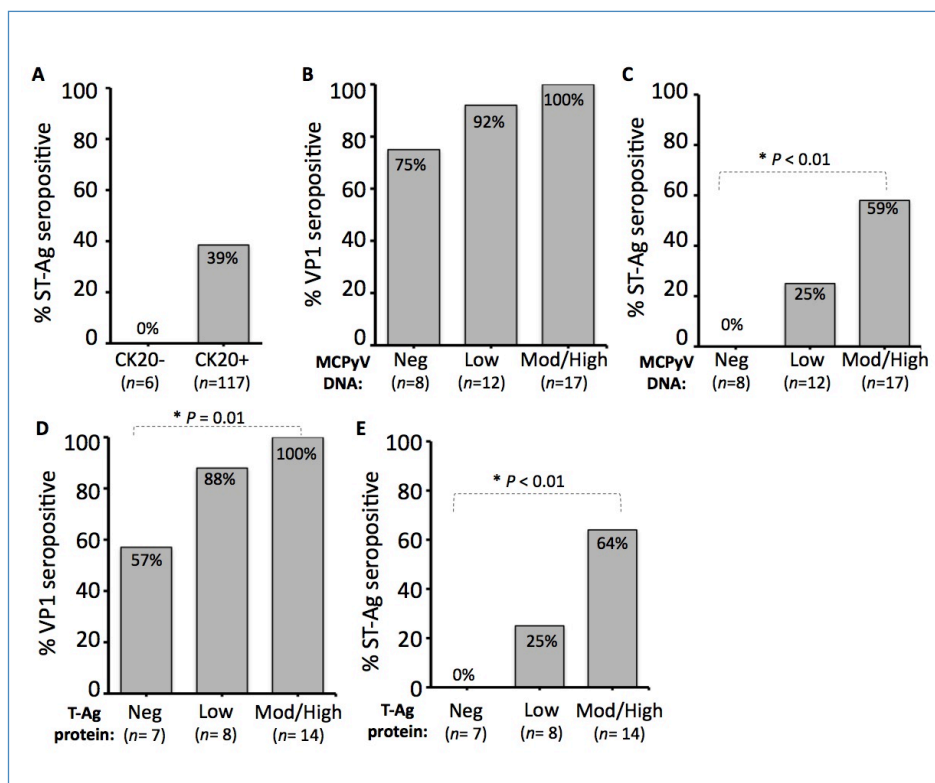 A
% ST-Ag seropositive
100
80
60
40
20
0
0%
39%
CK20- CK20+
(n=6) (n=117)
B
% VP1 seropositive
100
80
60
40
20
0
75%
92%
100%
MCPyV DNA: Neg Low Mod/High
(n=8) (n=12) (n=17)
C
% ST-Ag seropositive
100
80
60
40
20
0
* P < 0.01
0%
25%
59%
MCPyV DNA: Neg Low Mod/High
(n=8) (n=12) (n=17)
D
% VP1 seropositive
* P = 0.01
100
80
60
40
20
0
57%
88%
100%
T-Ag protein: Neg Low Mod/High
(n= 7) (n= 8) (n= 14)
E
% ST-Ag seropositive
100
80
60
40
20
0
* P < 0.01
0%
25%
64%
T-Ag protein: Neg Low Mod/High
(n= 7) (n= 8) (n= 14)